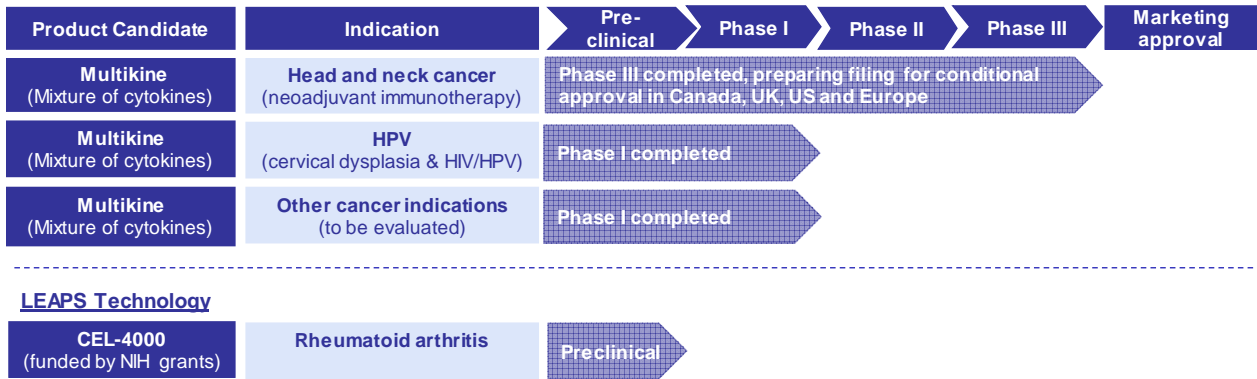 Product Candidate Indication Pre-clinical Phase I Phase II Phase III Marketing approval
Multikine
(Mixture of cytokines)
Head and neck cancer
(neoadjuvant immunotherapy)
Phase III completed, preparing filing for conditional
approval in Canada, UK, US and Europe
Multikine
(Mixture of cytokines)
HPV
(cervical dysplasia & HIV/HPV)
Phase I completed
Multikine
(Mixture of cytokines)
Other cancer indications
(to be evaluated)
Phase I completed
LEAPS Technology
CEL-4000
(funded by NIH grants)
Rheumatoid arthritis
Preclinical